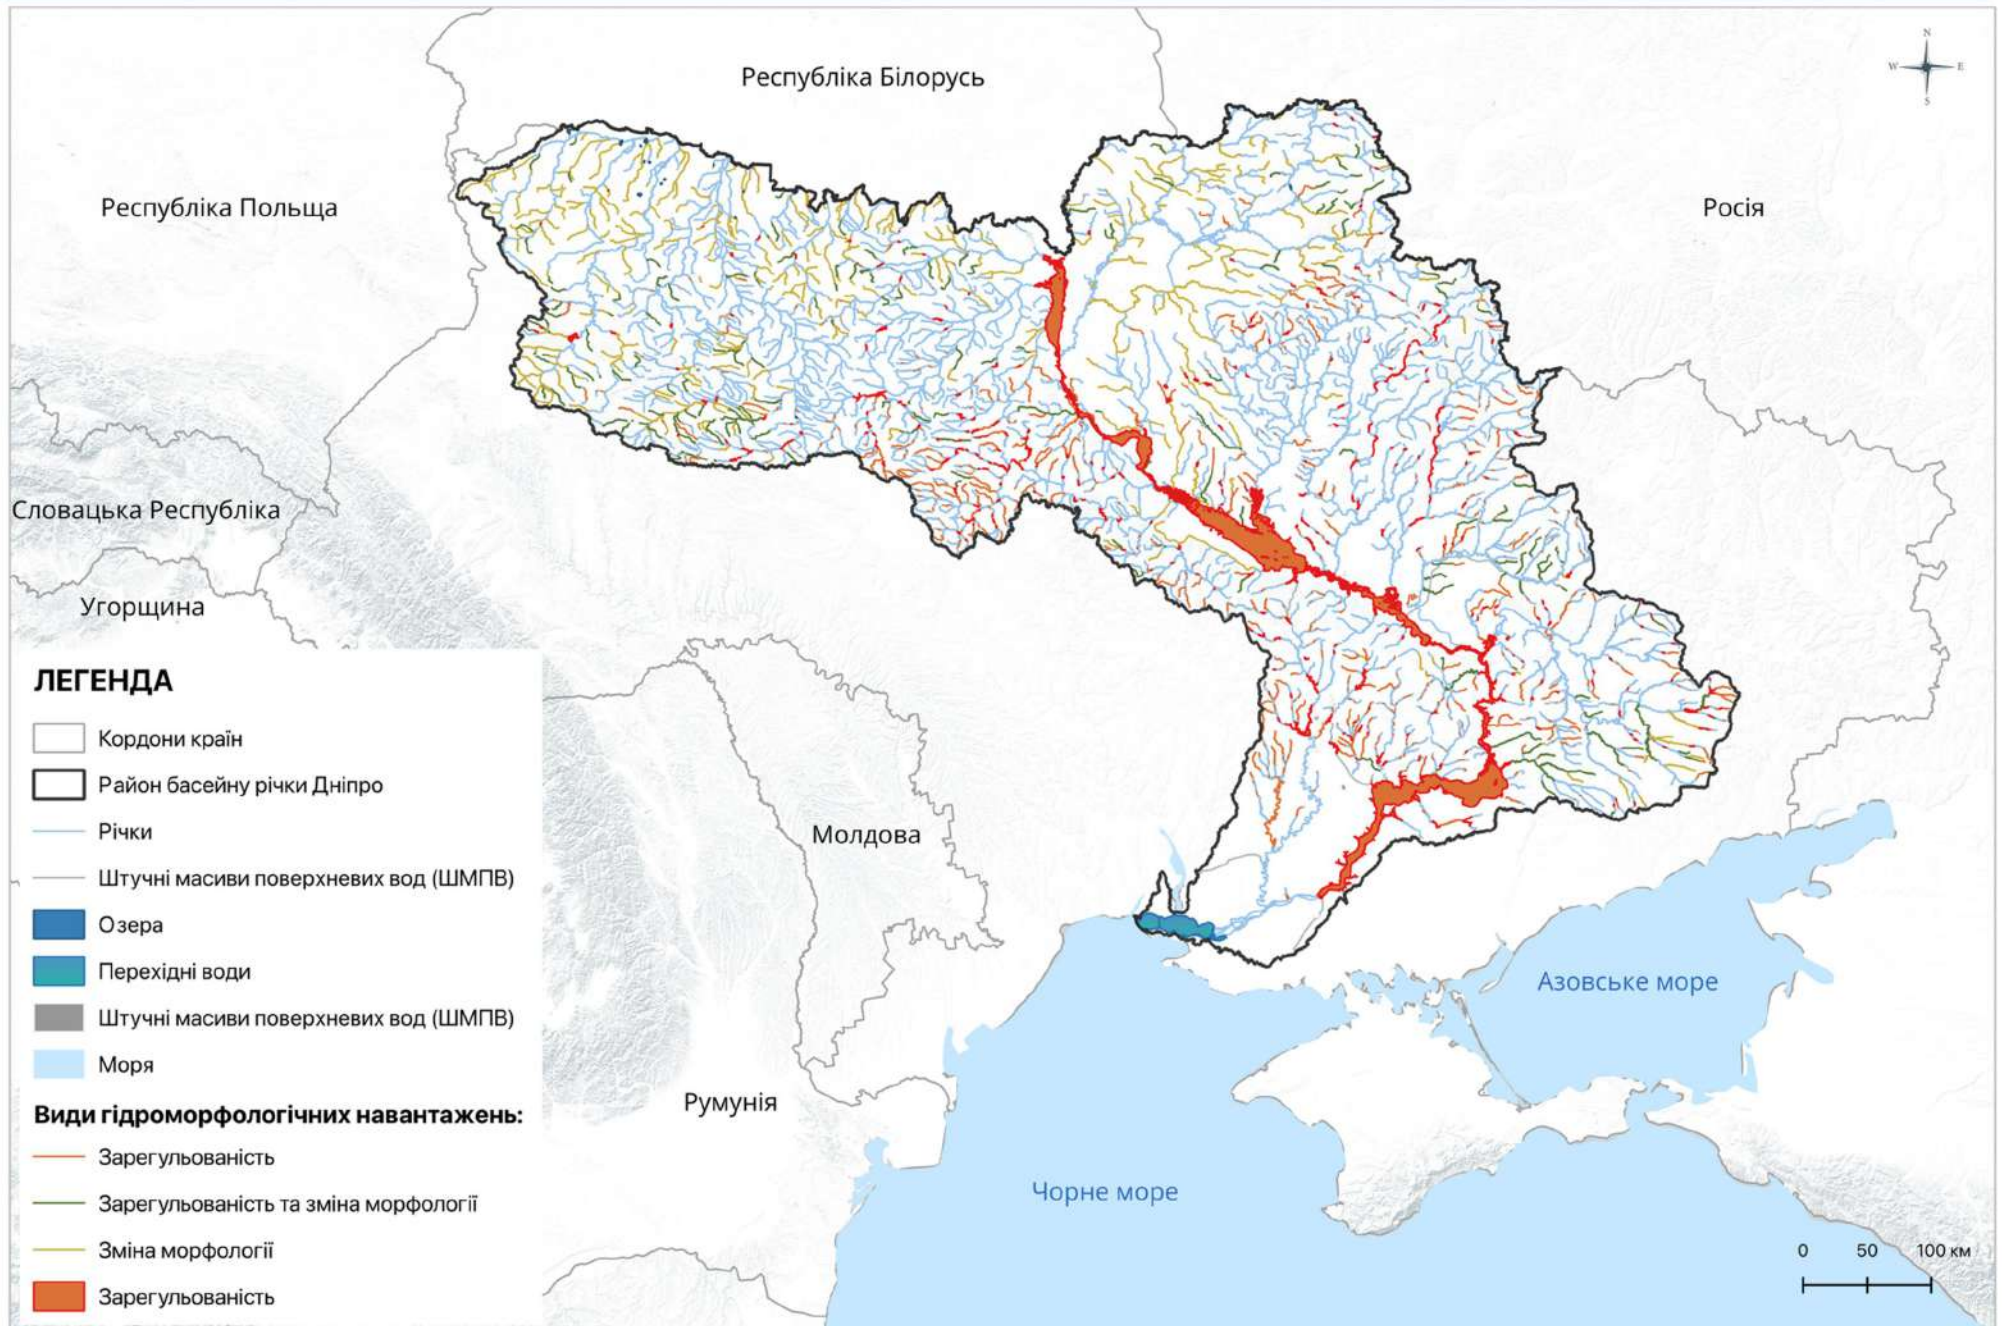 Республіка Білорусь
N
W
E
S
Республіка Польща
Росія
Словацька Республіка
Угорщина
Молдова
Румунія
Азовське море
Чорне море
ЛЕГЕНДА
Кордони країн
Район басейну річки Дніпро
Річки
Штучні масиви поверхневих вод (ШМПВ)
Озера
Перехідні води
Штучні масиви поверхневих вод (ШМПВ)
Моря
Види гідроморфологічних навантажень:
Зарегульованість
Зарегульованість та зміна морфології
Зміна морфології
Зарегульованість
0 50 100 км